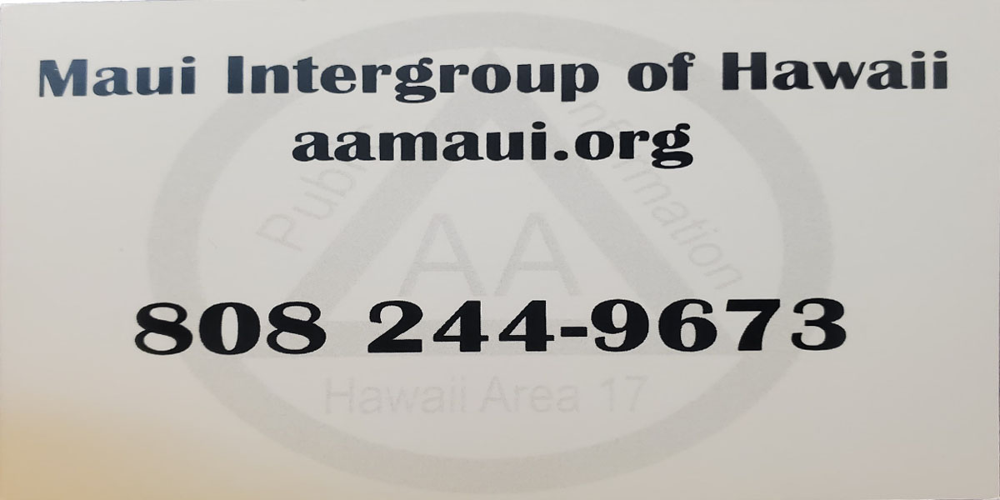 Maui Intergroup of Hawaii
aamaui.org
Public Information
AA
808 244-9673
Hawaii Area 17